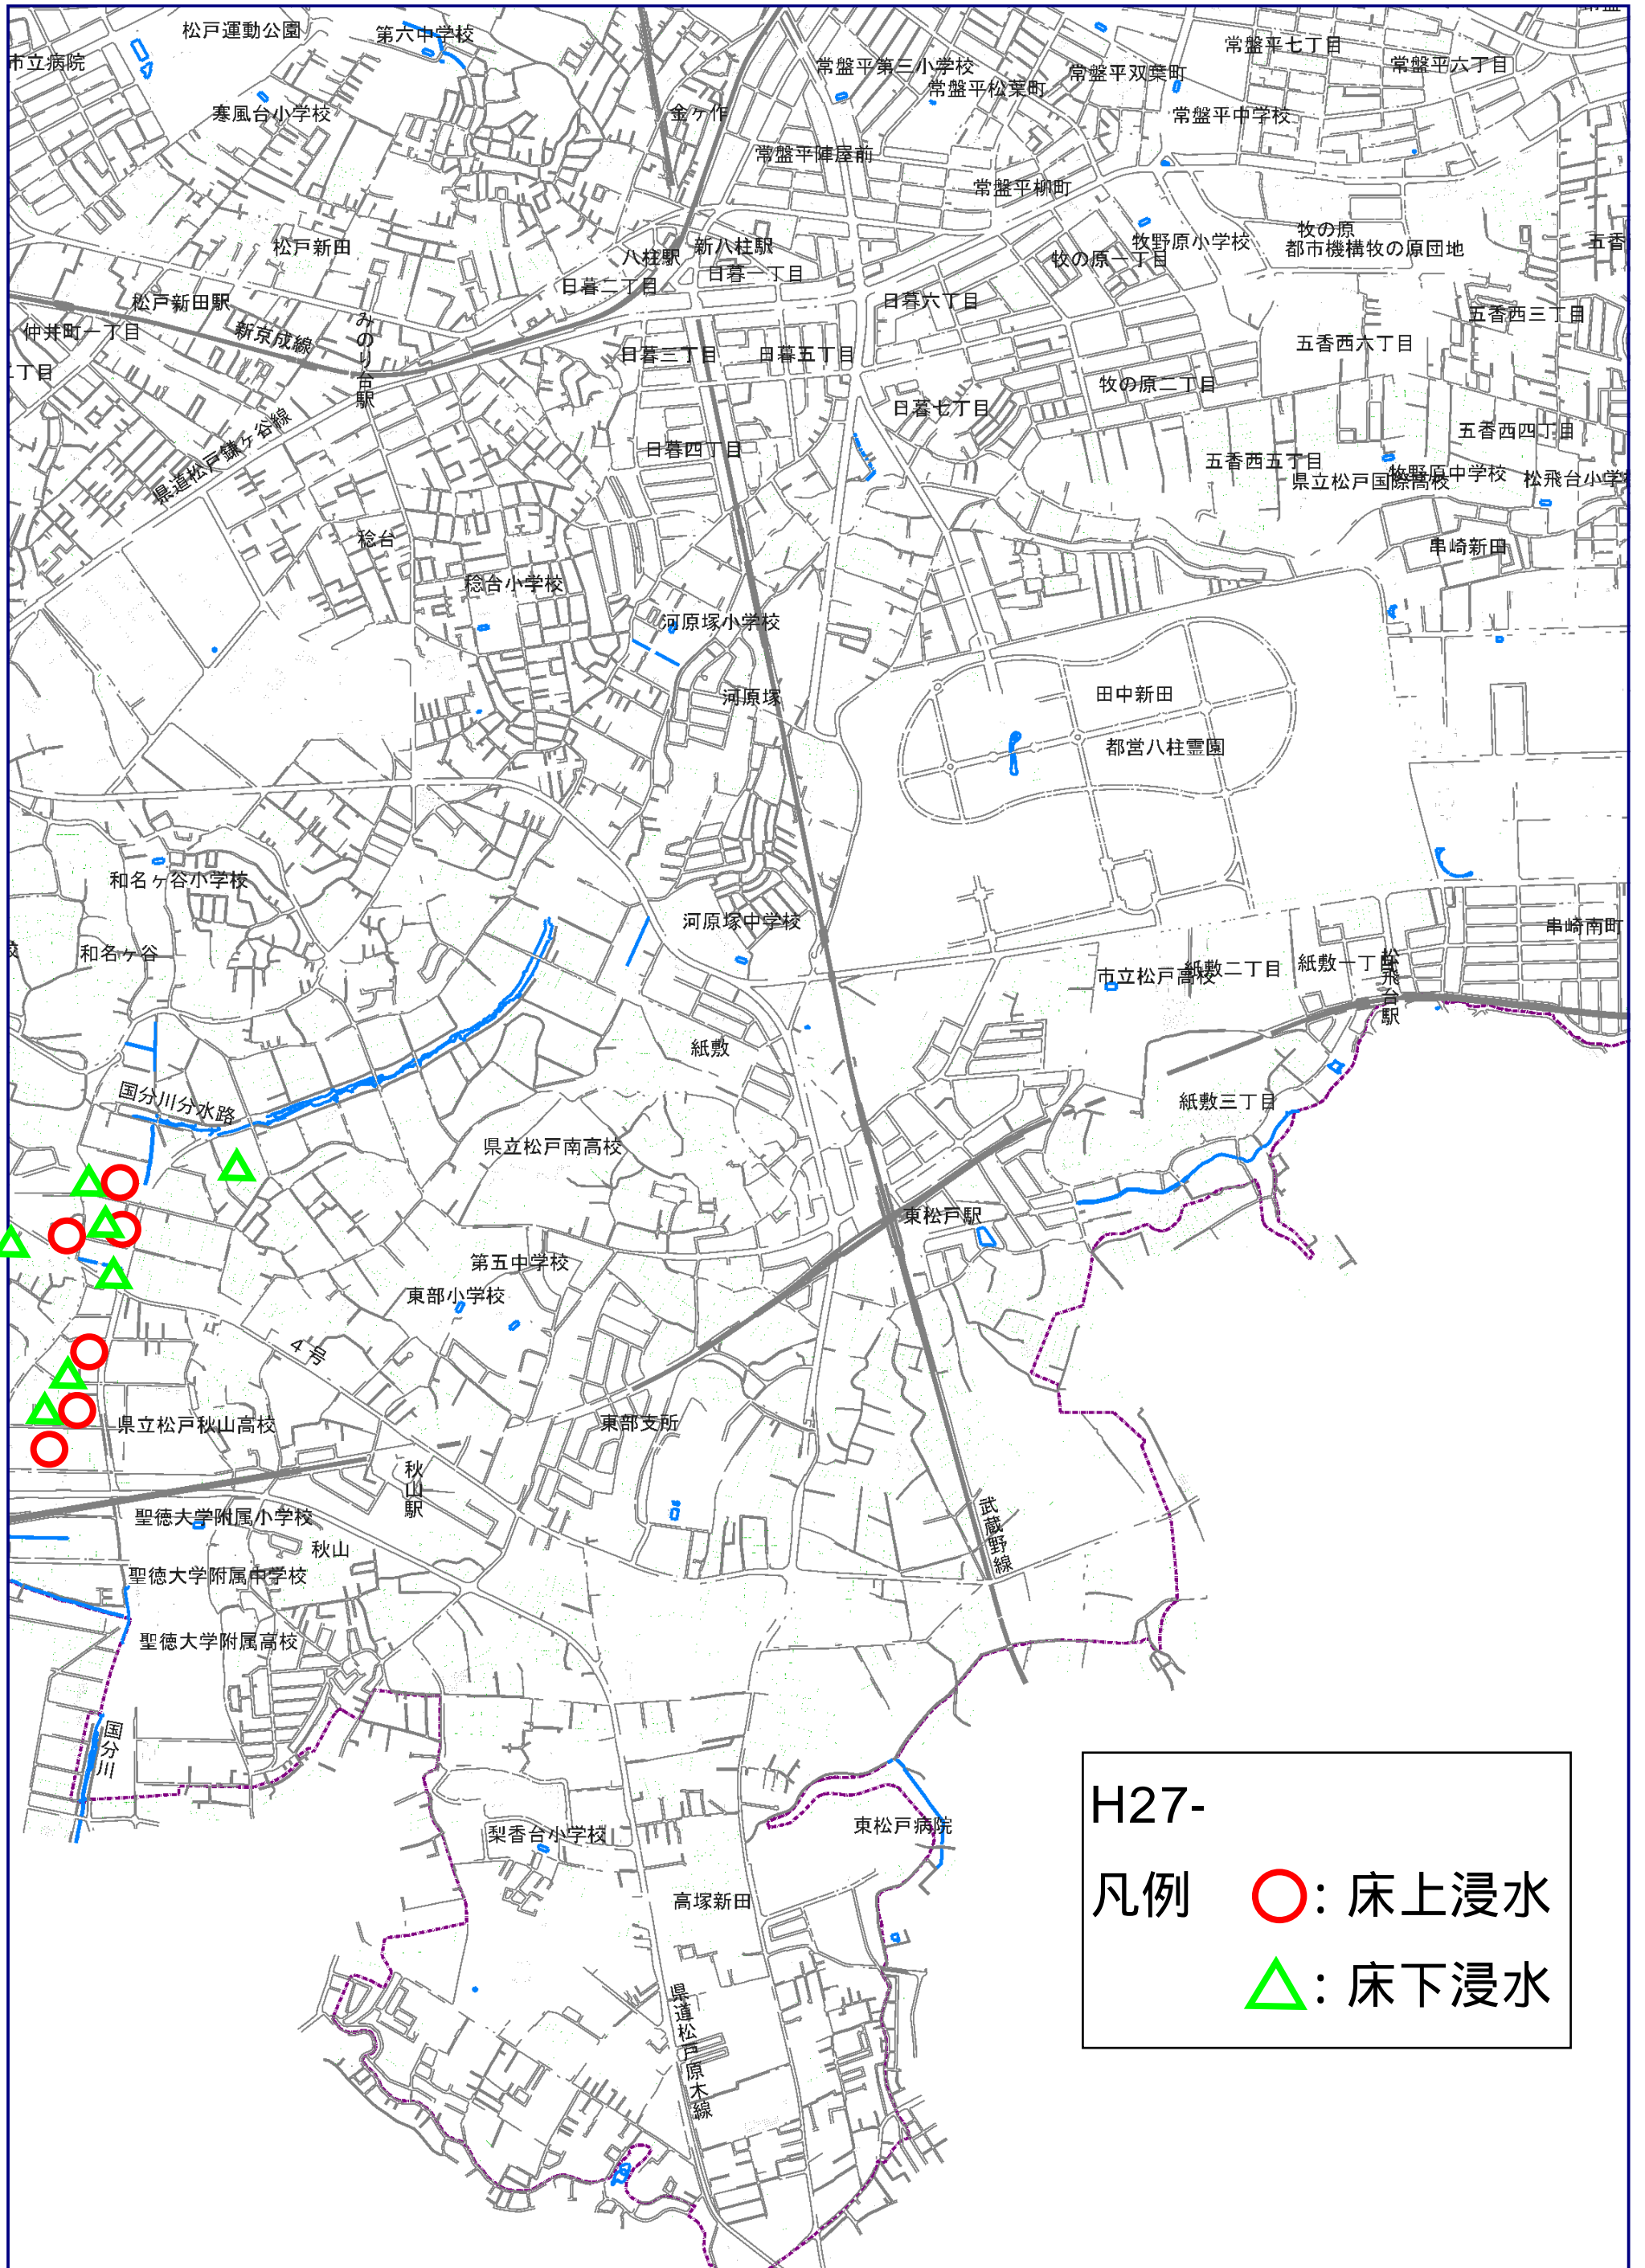 松戸運動公園
第六中学校
市立病院
常盤平第三小学校
常盤平七丁目
常盤平六丁目
常盤平双葉町
常盤平松葉町
寒風台小学校
金ヶ作
常盤平中学校
常盤平陣屋前
常盤平柳町
松戸新田
八柱駅
新八柱駅
牧野原小学校
牧の原
都市機構牧の原団地
五香
牧の原一丁目
日暮一丁目
日暮二丁目
松戸新田駅
日暮六丁目
仲井町一丁目
新京成線
みのり台駅
五香西三丁目
五香西六丁目
日暮三丁目
日暮五丁目
丁目
牧の原二丁目
日暮七丁目
県道松戸鎌ヶ谷線
日暮四丁目
五香西四丁目
五香西五丁目
県立松戸国際高校
牧野原中学校
松飛台小学校
稔台
串崎新田
稔台小学校
河原塚小学校
河原塚
田中新田
都営八柱霊園
和名ヶ谷小学校
河原塚中学校
串崎南町
和名ヶ谷
市立松戸高校
紙敷二丁目
紙敷一丁目
松飛台駅
紙敷
国分川分水路
紙敷三丁目
県立松戸南高校
東松戸駅
第五中学校
東部小学校
4号
県立松戸秋山高校
東部支所
秋山駅
聖徳大学附属小学校
武蔵野線
秋山
聖徳大学附属中学校
聖徳大学附属高校
国分川
梨香台小学校
東松戸病院
高塚新田
県道松戸原木線
H27-
凡例
: 床上浸水
: 床下浸水